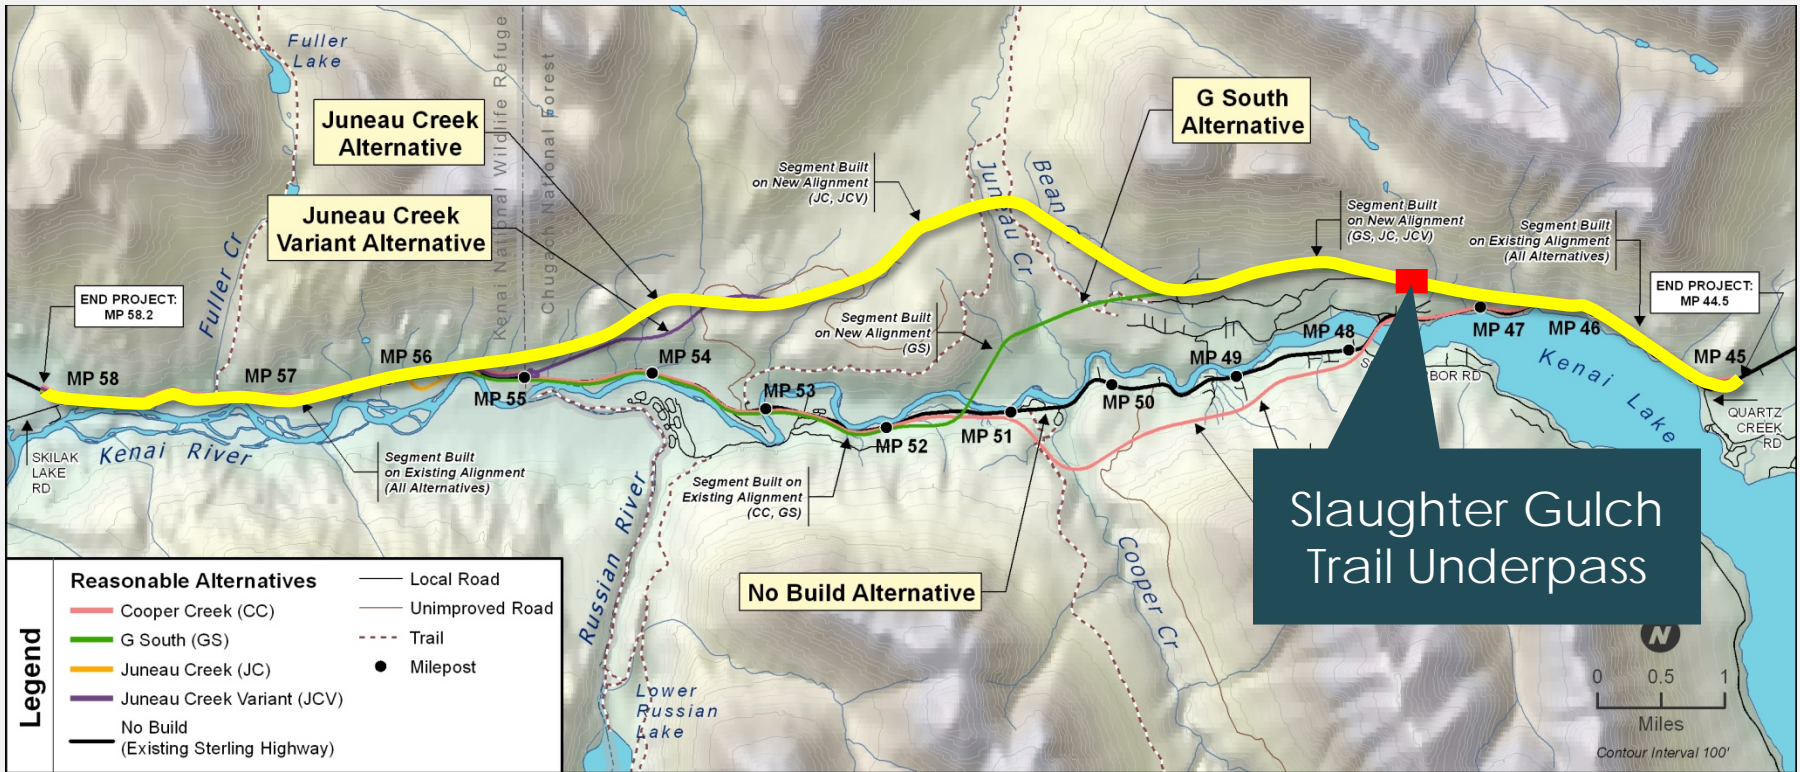 Fuller
Lake
Kenai National Wildlife Refuge
Chugach National Forest
Juneau Creek
Alternative
Juneau Creek
Variant Alternative
G South
Alternative
Segment Built
on New Alignment
(JC, JCV)
Juneau Cr
Bean
Segment Built
on New Alignment
(GS, JC, JCV)
Segment Built
on Existing Alignment
(All Alternatives)
END PROJECT:
MP 58.2
END PROJECT:
MP 44.5
Fuller Cr
Segment Built
on New Alignment
(GS)
MP 58
MP 57
MP 56
MP 55
MP 54
MP 53
MP 52
MP 51
MP 50
MP 49
MP 48
MP 47
MP 46
MP 45
BOR RD
Kenai Lake
QUARTZ
CREEK
RD
SKILAK
LAKE
RD
Kenai River
Segment Built
on Existing Alignment
(All Alternatives)
Segment Built on
Existing Alignment
(CC, GS)
Russian River
No Build Alternative
Cooper Cr
Slaughter Gulch
Trail Underpass
Lower
Russian
Lake
Legend
Reasonable Alternatives
Cooper Creek (CC)
G South (GS)
Juneau Creek (JC)
Juneau Creek Variant (JCV)
No Build
(Existing Sterling Highway)
Local Road
Unimproved Road
Trail
Milepost
N
0 0.5 1
Miles
Contour Interval 100'